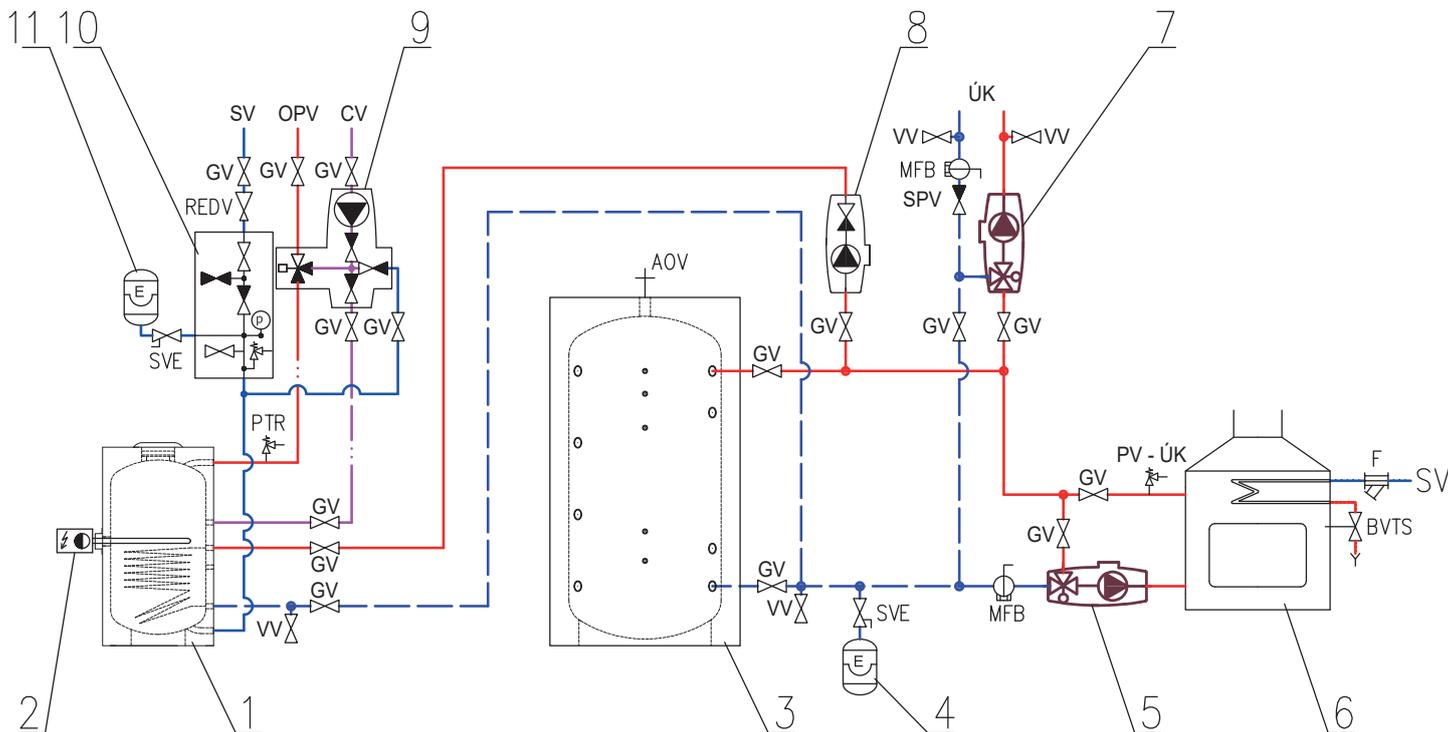 11 10 9 8 7
SV OPV CV ÚK
VV VV
GV GV GV MFB
REDV SPV
AOV
E
p
SVE GV GV GV GV GV
GV
PTR
PV - ÚK F SV
GV GV
GV
BVTS
GV
GV GV
VV VV SVE MFB
E
2 1 3 4 5 6